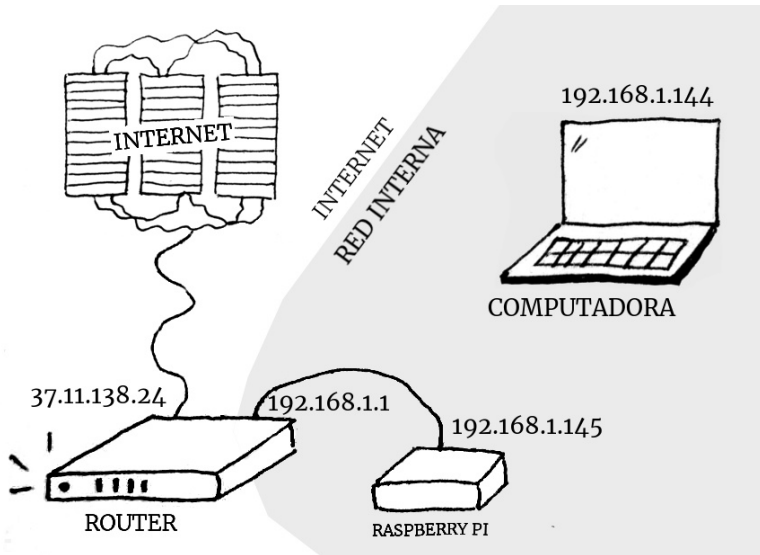 192.168.1.144
INTERNET
INTERNET
RED INTERNA
COMPUTADORA
37.11.138.24
192.168.1.1
192.168.1.145
ROUTER
RASPBERRY PI